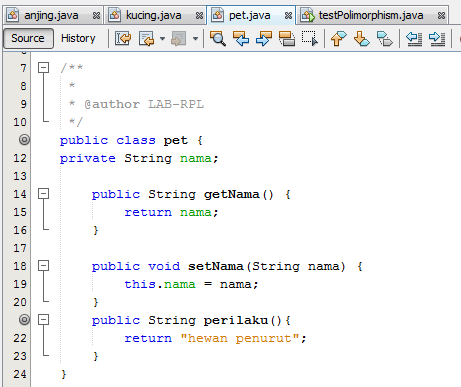 anjing.java kucing.java pet.java testPolimorphism.java
Source History
7 /**
8 *
9 * @author LAB-RPL
10 */
public class pet {
12 private String nama;
13
14 public String getNama() {
15 return nama;
16 }
17
18 public void setNama(String nama) {
19 this.nama = nama;
20 }
public String perilaku(){
22 return "hewan penurut";
23 }
24 }